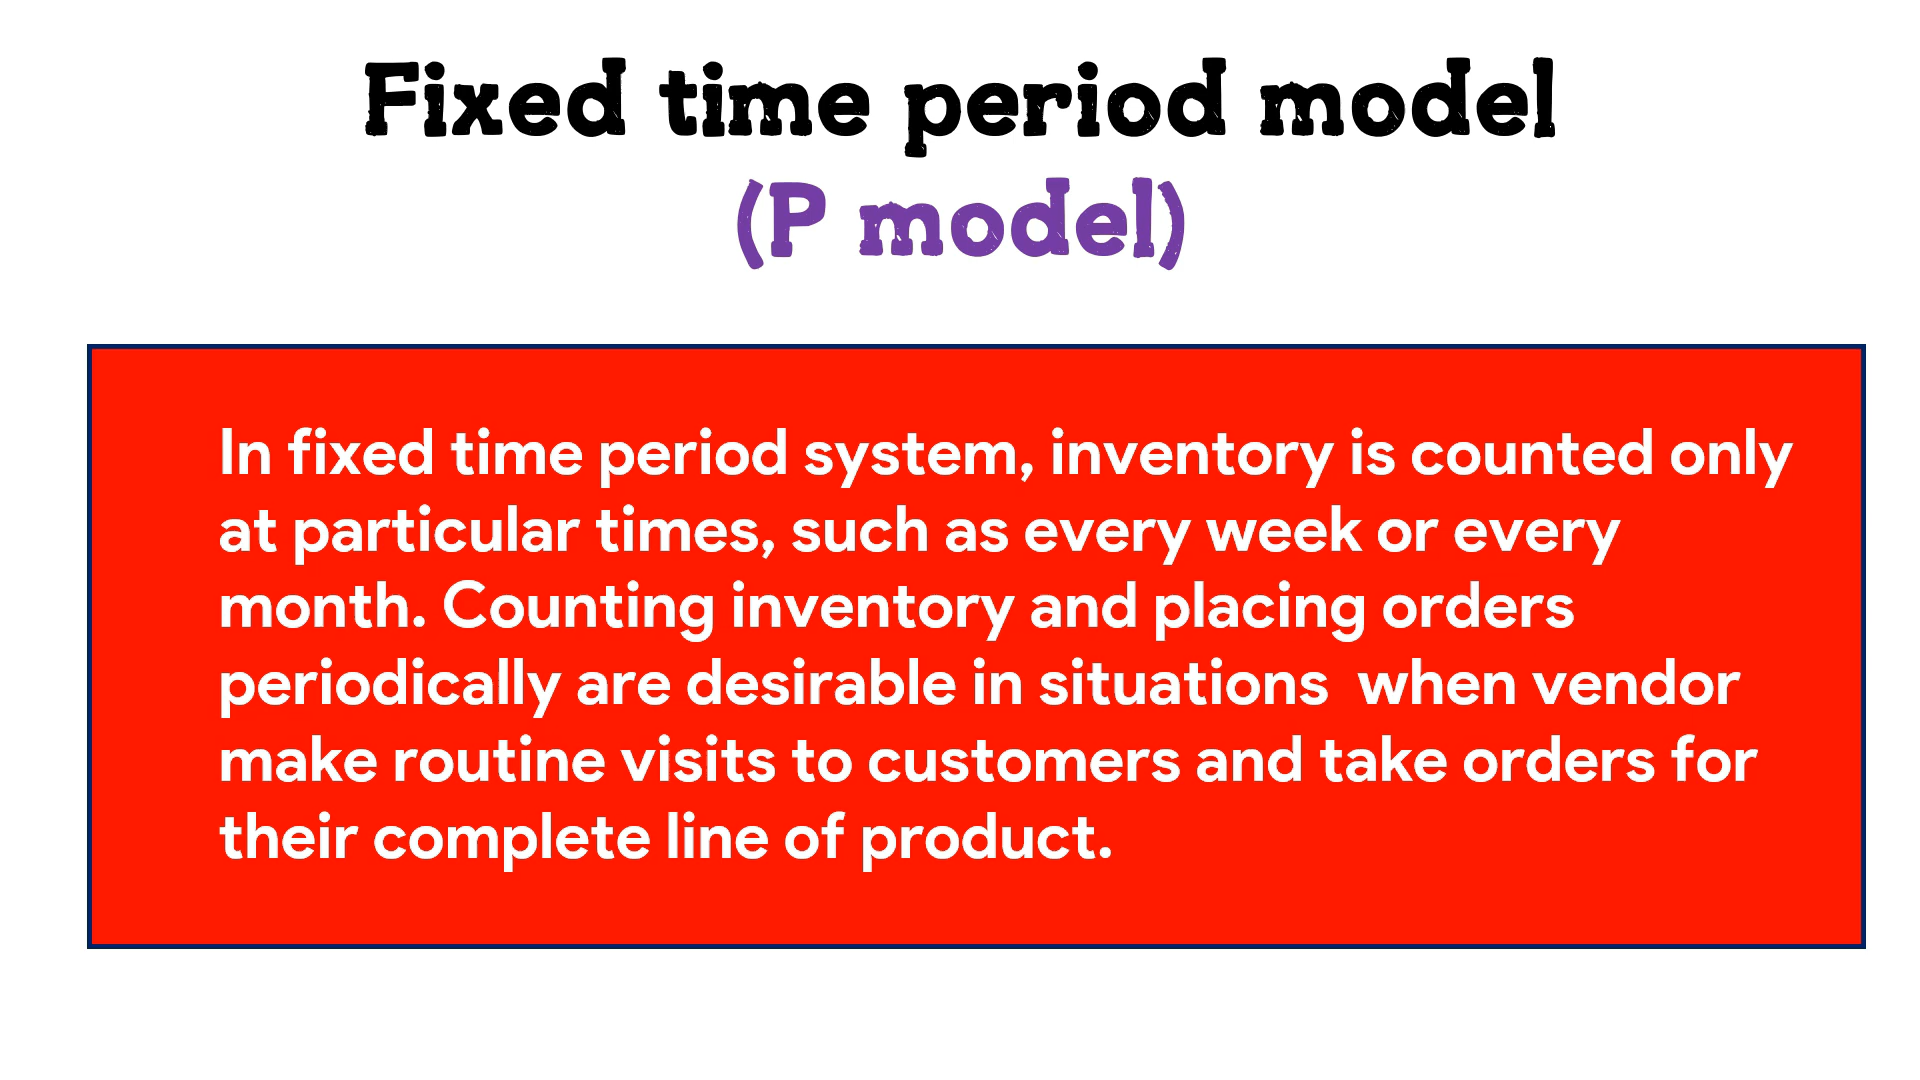 Fixed time period model
(P model)
In fixed time period system, inventory is counted only
at particular times, such as every week or every
month. Counting inventory and placing orders
periodically are desirable in situations  when vendor
make routine visits to customers and take orders for
their complete line of product.